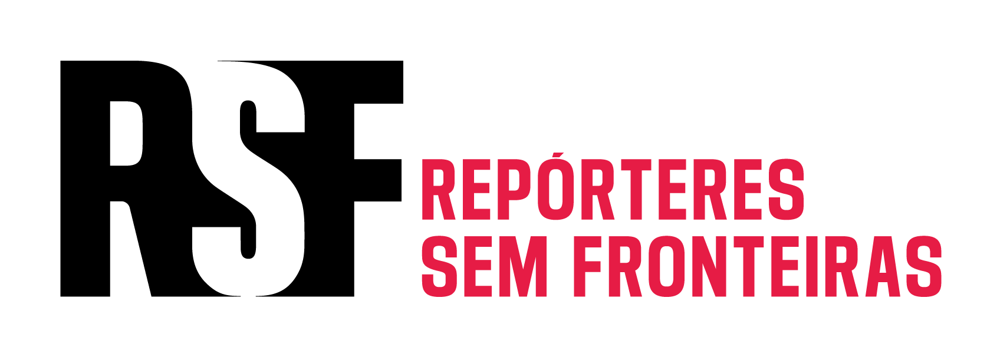 RSF
REPÓRTERES
SEM FRONTEIRAS